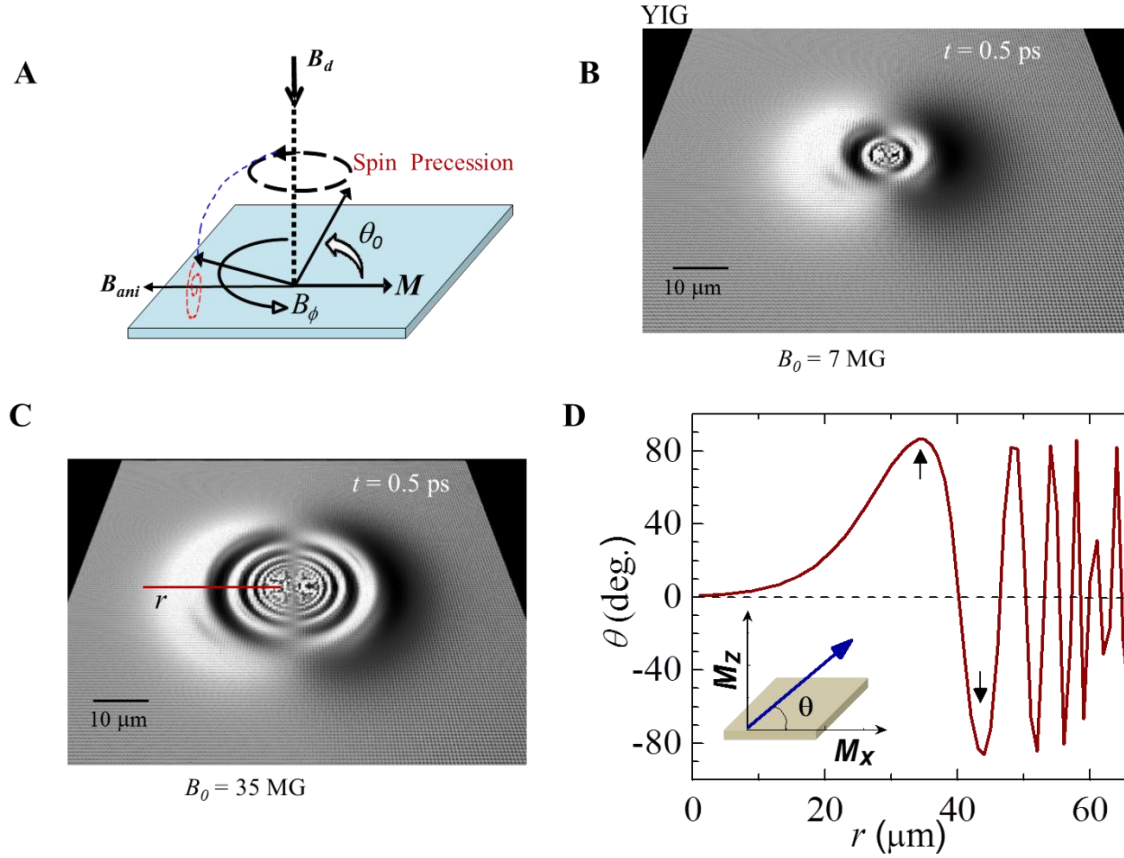 A
B_d
Spin Precession
θ_0
B_ani
B_ϕ
M
YIG
B
t = 0.5 ps
10 µm
B_0 = 7 MG
C
t = 0.5 ps
r
10 µm
B_0 = 35 MG
D
80
40
0
-40
-80
θ (deg.)
M_Z
θ
M_X
0
20
40
60
r (µm)